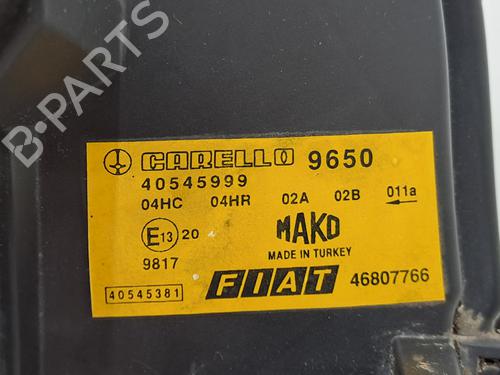 B-PARTS
CARELLO 9650
40545999
04HC 04HR 02A 02B 011a
E13 20 MAKO
MADE IN TURKEY
9817
40545381 FIAT 46807766